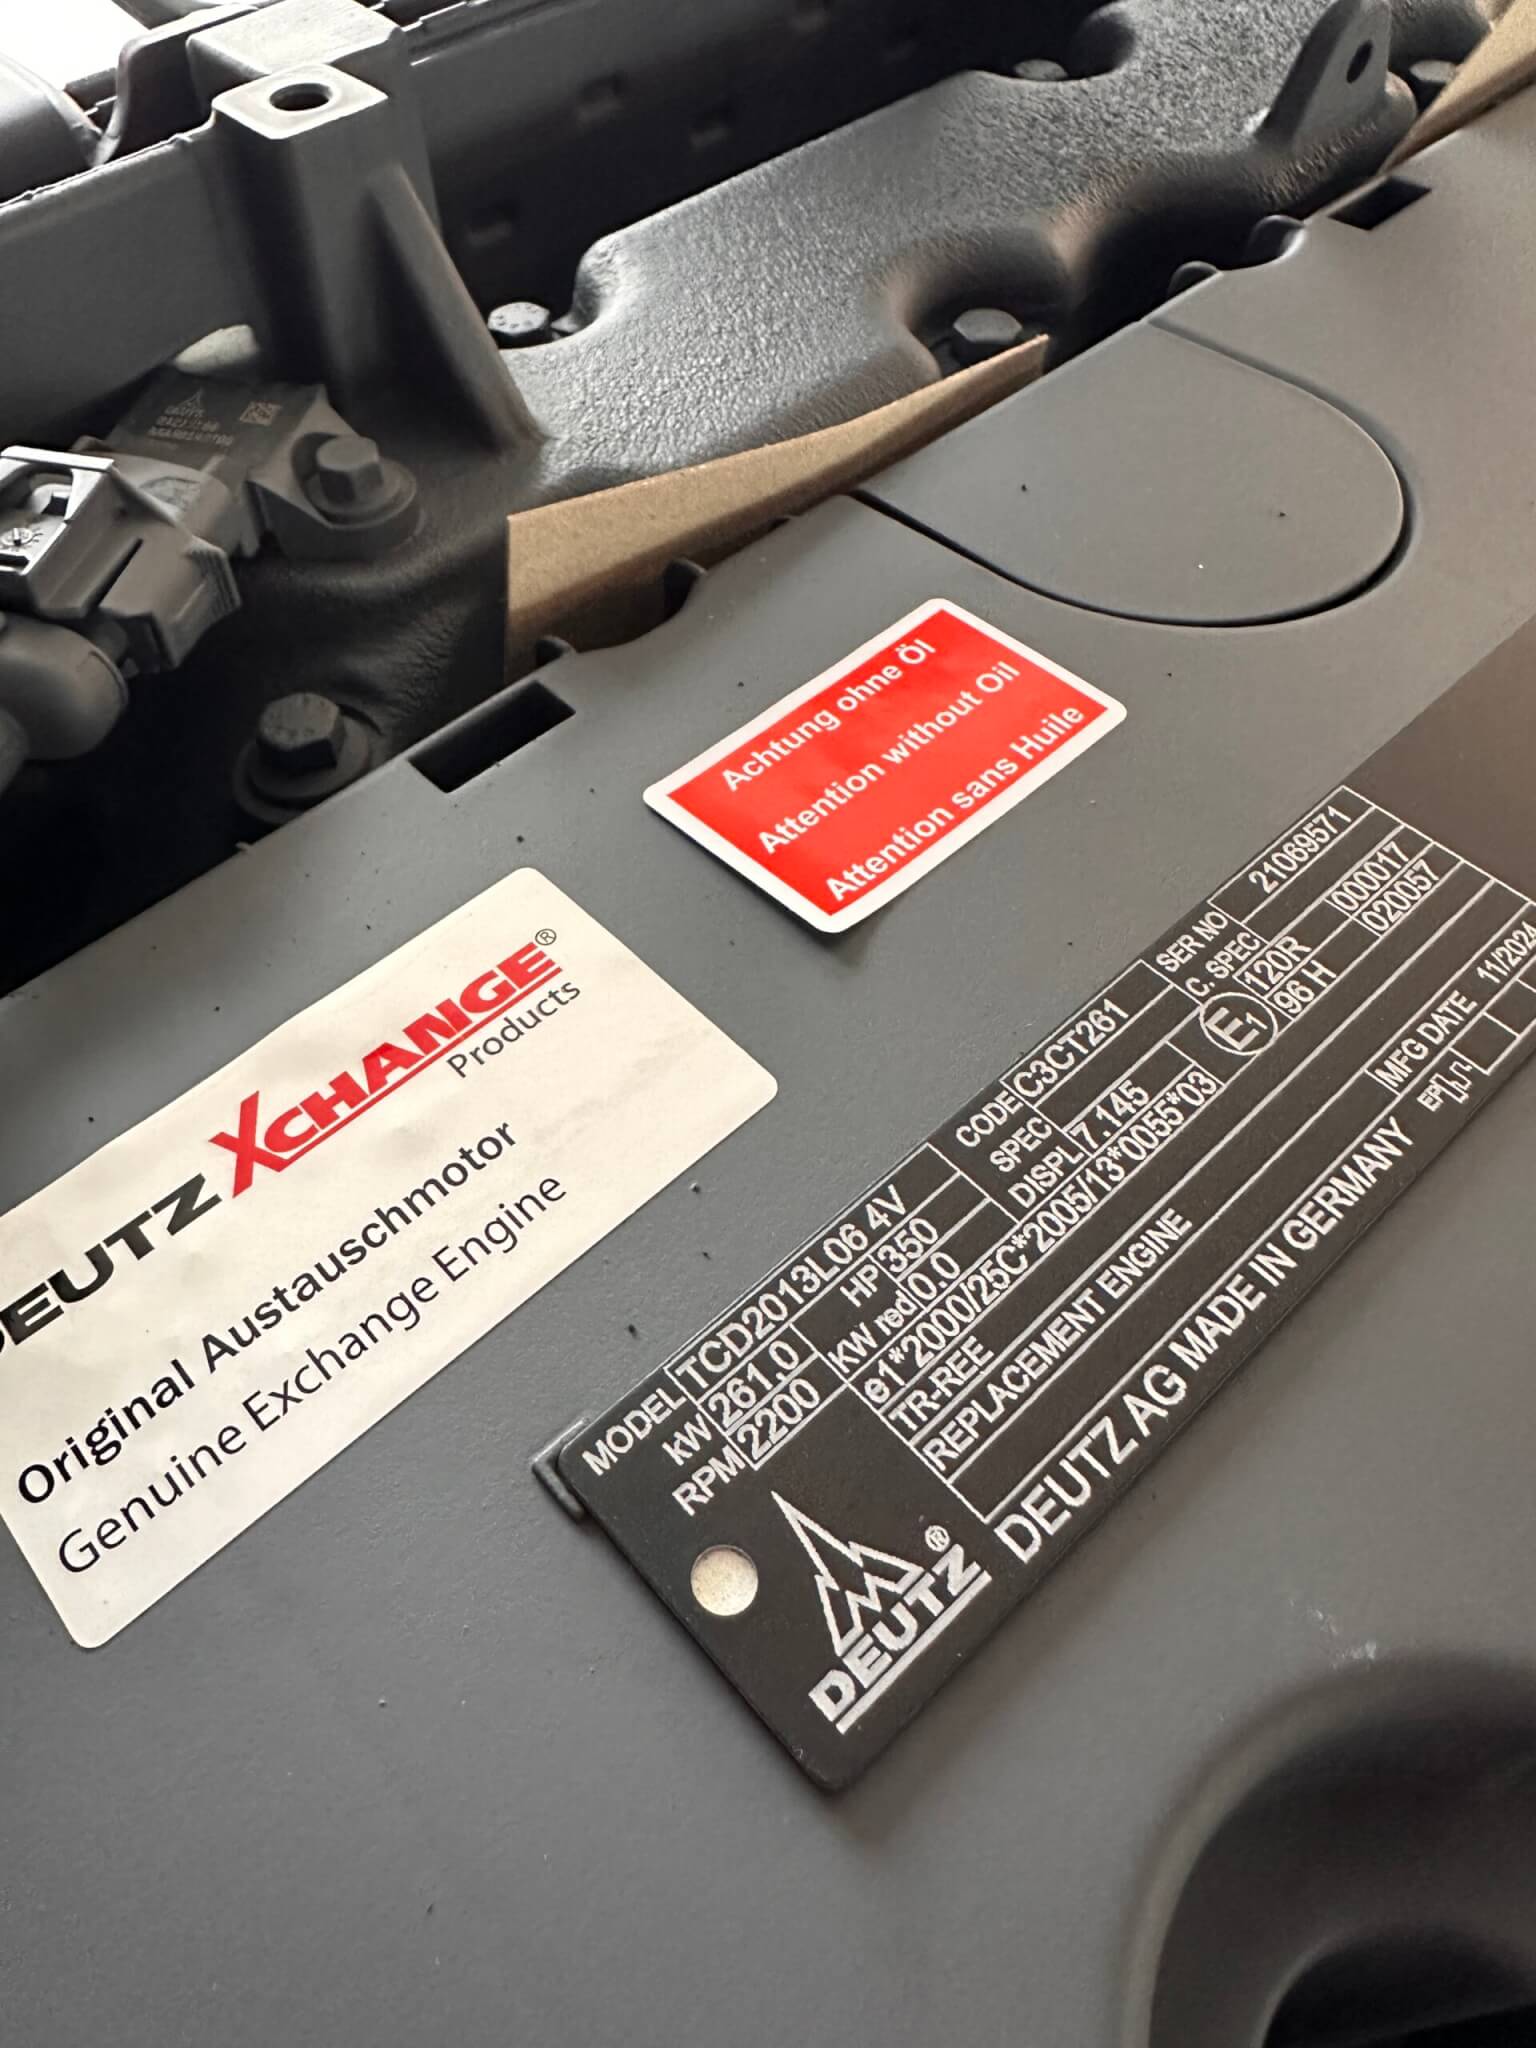 Achtung ohne Öl
Attention without Oil
Attention sans Huile
DEUTZ XCHANGE®
Products
Original Austauschmotor
Genuine Exchange Engine
MODEL TCD2013L06 4V CODE C3CT261 SER NO 21069571
kW 261,0 HP 350 SPEC C. SPEC
RPM 2200 kW red 0.0 DISPL 7.145 E1 120R 000017
e1*2000/25C*2005/13*0055*03 96 H 020057
TR-REE
REPLACEMENT ENGINE MFG DATE 11/2024
DEUTZ AG MADE IN GERMANY EPI
DEUTZ®
DEUTZ